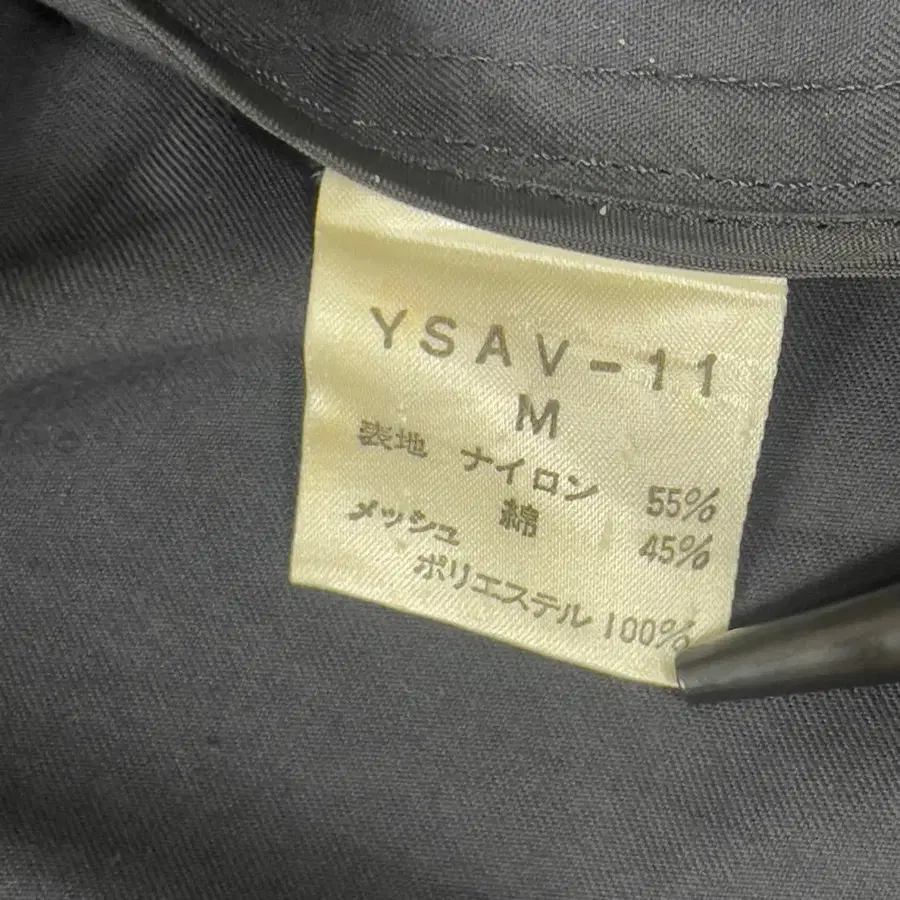 YSAV-11
M
表地 ナイロン 55%
綿 45%
メッシュ
ポリエステル 100%